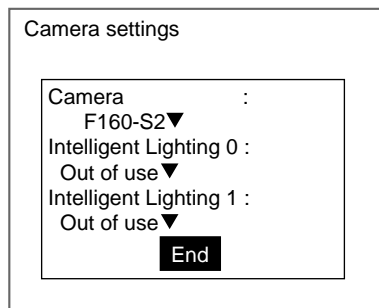 Camera settings
Camera :
F160-S2▼
Intelligent Lighting 0 :
Out of use▼
Intelligent Lighting 1 :
Out of use▼
End